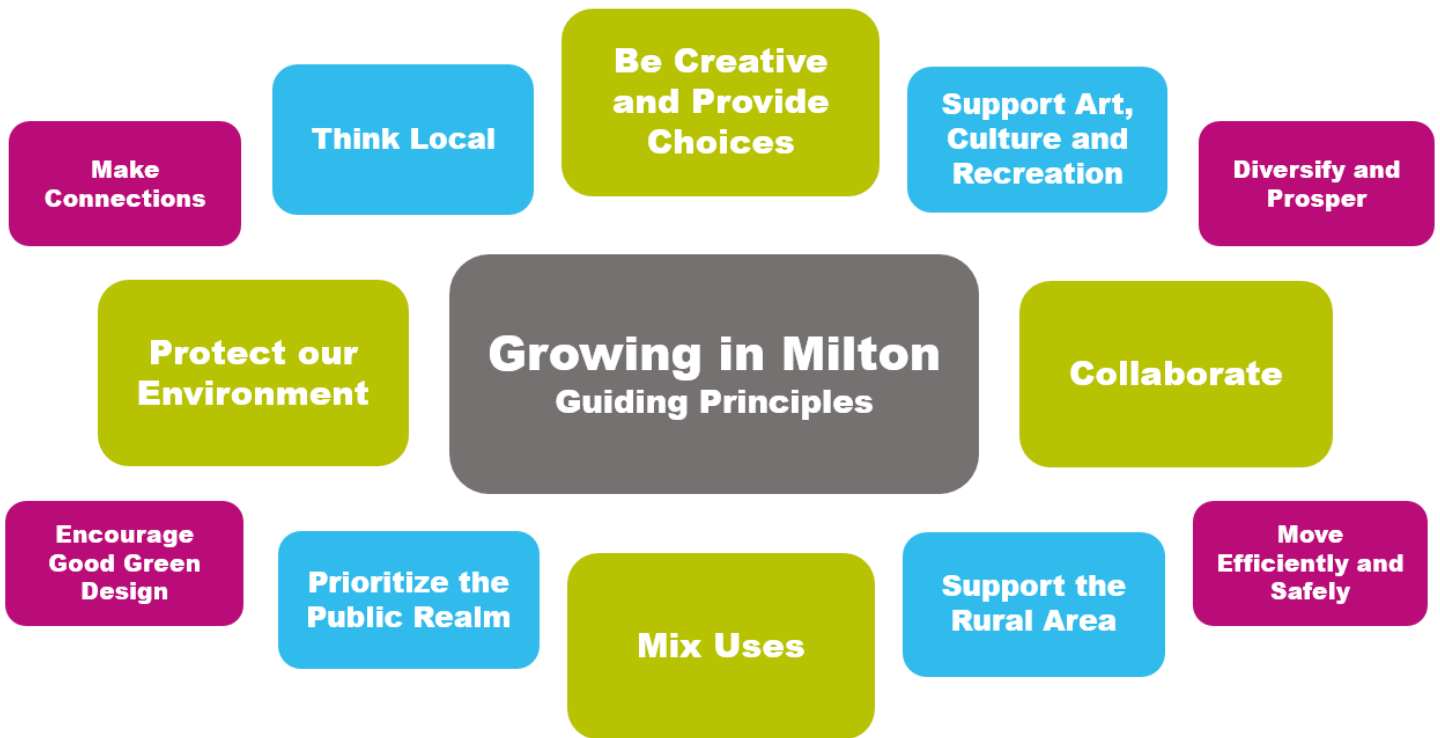 Be Creative
and Provide
Choices
Think Local
Support Art,
Culture and
Recreation
Make
Connections
Diversify and
Prosper
Protect our
Environment
Growing in Milton
Guiding Principles
Collaborate
Encourage
Good Green
Design
Prioritize the
Public Realm
Mix Uses
Support the
Rural Area
Move
Efficiently and
Safely